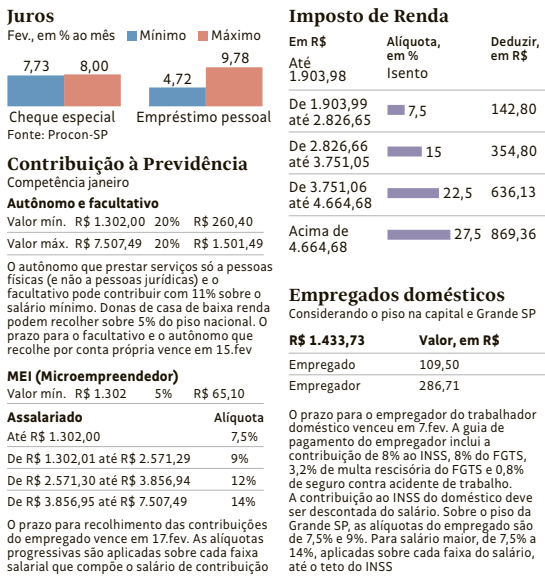 Juros
Fev., em % ao mês Mínimo Máximo
7,73 8,00
4,72 9,78
Cheque especial Empréstimo pessoal
Fonte: Procon-SP
Contribuição à Previdência
Competência janeiro
Autônomo e facultativo
Valor mín. R$ 1.302,00 20% R$ 260,40
Valor máx. R$ 7.507,49 20% R$ 1.501,49
O autônomo que prestar serviços só a pessoas
físicas (e não a pessoas jurídicas) e o
facultativo pode contribuir com 11% sobre o
salário mínimo. Donas de casa de baixa renda
podem recolher sobre 5% do piso nacional. O
prazo para o facultativo e o autônomo que
recolhe por conta própria vence em 15.fev
MEI (Microempreendedor)
Valor mín. R$ 1.302 5% R$ 65,10
Assalariado Alíquota
Até R$ 1.302,00 7,5%
De R$ 1.302,01 até R$ 2.571,29 9%
De R$ 2.571,30 até R$ 3.856,94 12%
De R$ 3.856,95 até R$ 7.507,49 14%
O prazo para recolhimento das contribuições
do empregado vence em 17.fev. As alíquotas
progressivas são aplicadas sobre cada faixa
salarial que compõe o salário de contribuição
Imposto de Renda
Em R$ Alíquota, Deduzir,
em % em R$
Até Isento
1.903,98
De 1.903,99
até 2.826,65 7,5 142,80
De 2.826,66
até 3.751,05 15 354,80
De 3.751,06
até 4.664,68 22,5 636,13
Acima de
4.664,68 27,5 869,36
Empregados domésticos
Considerando o piso na capital e Grande SP
R$ 1.433,73 Valor, em R$
Empregado 109,50
Empregador 286,71
O prazo para o empregador do trabalhador
doméstico venceu em 7.fev. A guia de
pagamento do empregador inclui a
contribuição de 8% ao INSS, 8% do FGTS,
3,2% de multa rescisória do FGTS e 0,8%
de seguro contra acidente de trabalho.
A contribuição ao INSS do doméstico deve
ser descontada do salário. Sobre o piso da
Grande SP, as alíquotas do empregado são
de 7,5% e 9%. Para salário maior, de 7,5% a
14%, aplicadas sobre cada faixa do salário,
até o teto do INSS